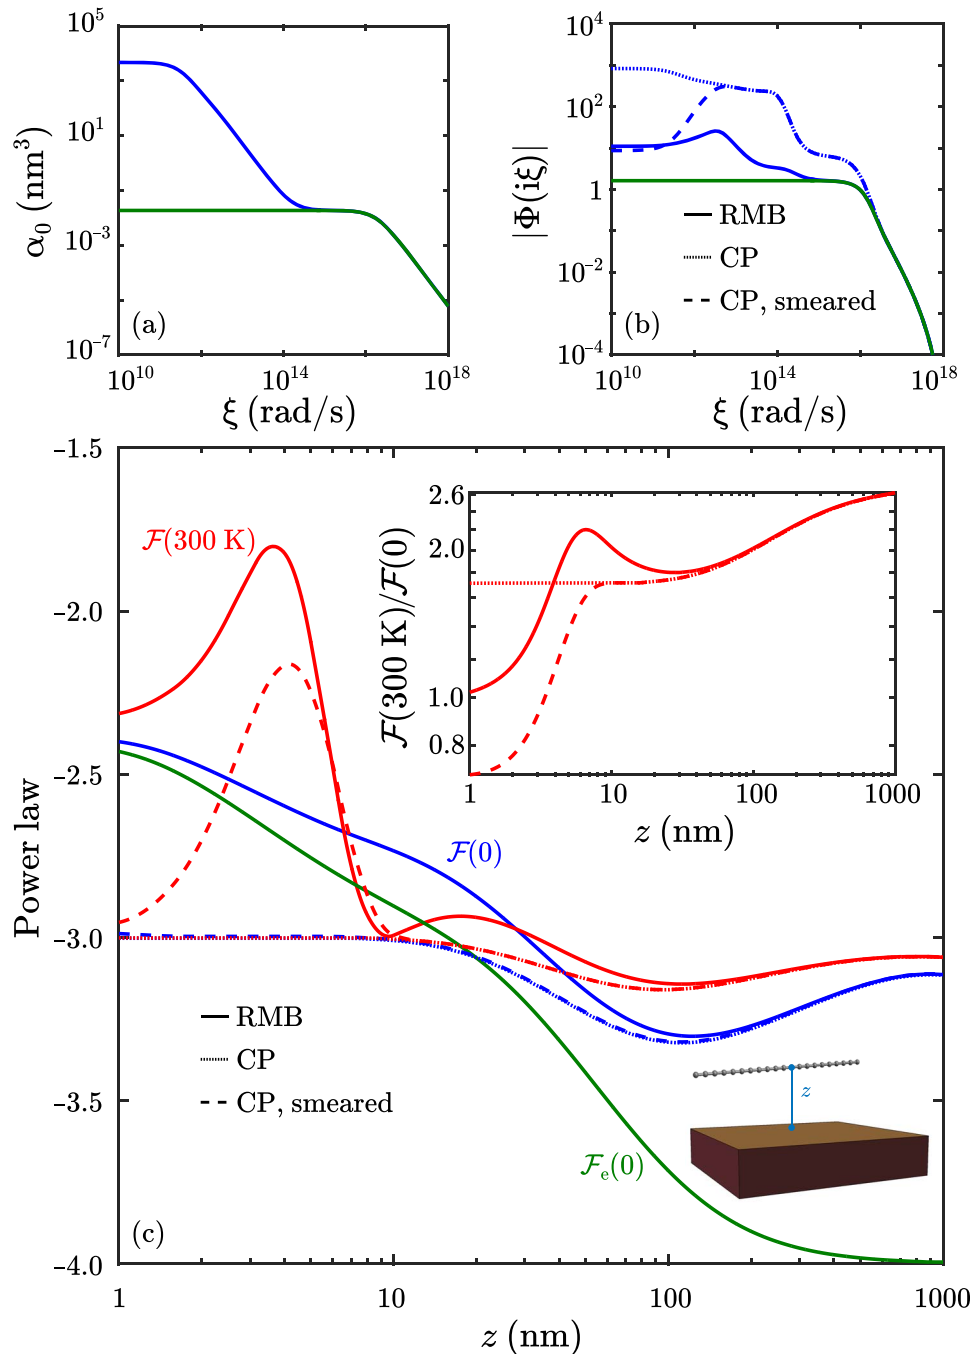 10^5
10^1
10^−3
10^−7
α_0 (nm^3)
(a)
10^10 10^14 10^18
ξ (rad/s)
10^4
10^2
1
10^−2
10^−4
|Φ(iξ)|
RMB
CP
CP, smeared
(b)
10^10 10^14 10^18
ξ (rad/s)
−1.5
−2.0
−2.5
−3.0
−3.5
−4.0
Power law
F(300 K)
F(0)
F_e(0)
RMB
CP
CP, smeared
(c)
2.6
2.0
1.0
0.8
F(300 K)/F(0)
1 10 100 1000
z (nm)
z
1 10 100 1000
z (nm)